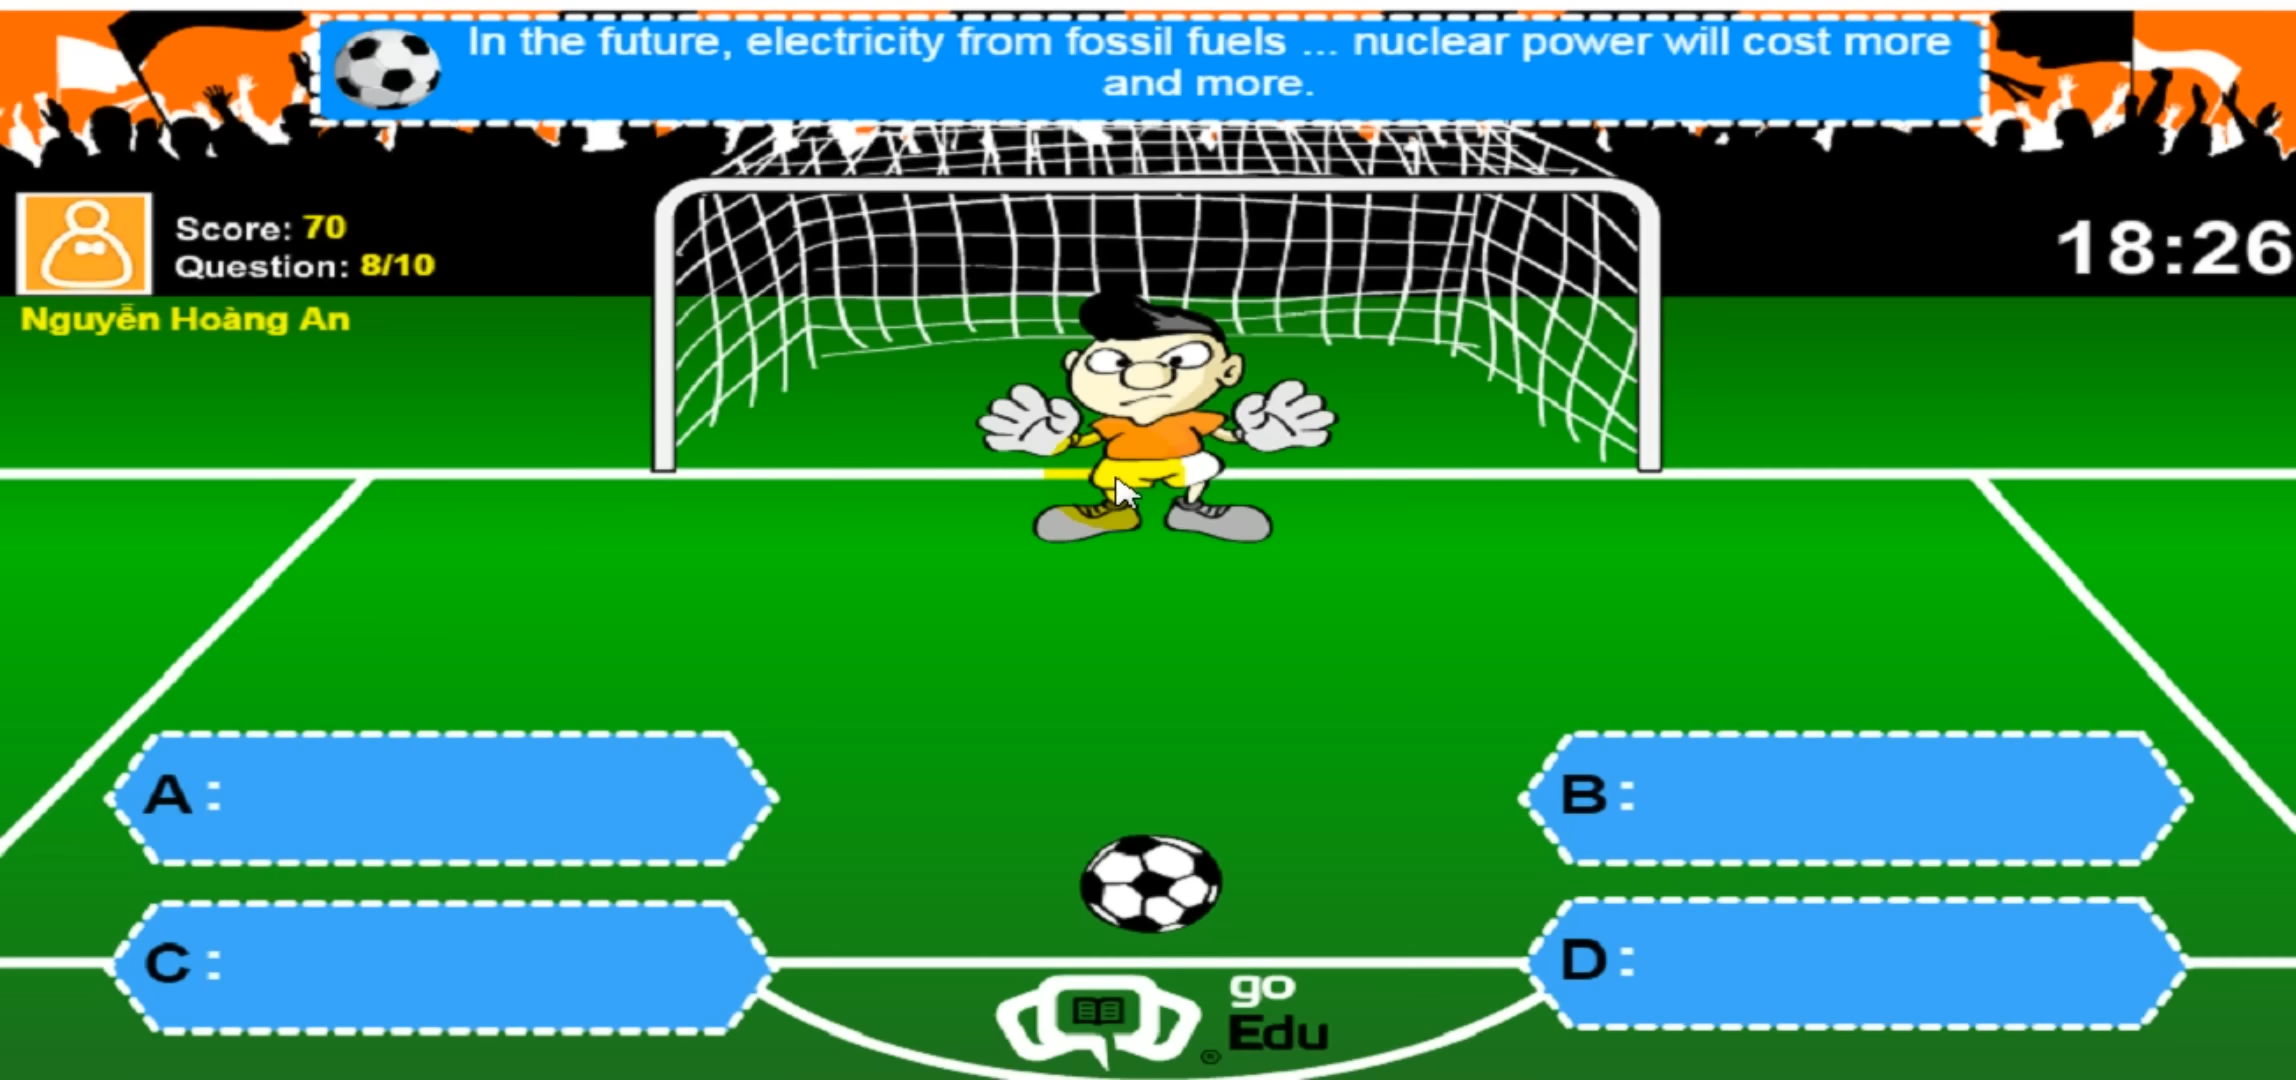 In the future, electricity from fossil fuels ... nuclear power will cost more
and more.
Score: 70
Question: 8/10
18:26
Nguyễn Hoàng An
A :
B :
C :
D :
go
Edu
®